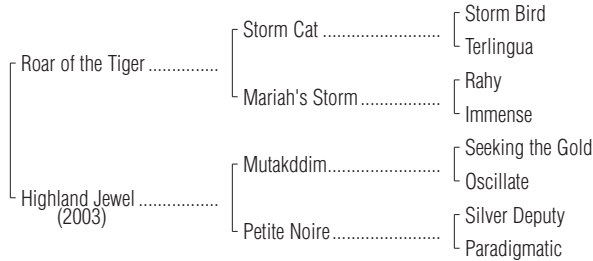 Storm Bird
Storm Cat ..........................
Terlingua
Roar of the Tiger ...............
Rahy
Mariah's Storm .................
Immense
Seeking the Gold
Mutakddim........................
Oscillate
Highland Jewel .................
(2003)
Silver Deputy
Petite Noire .......................
Paradigmatic